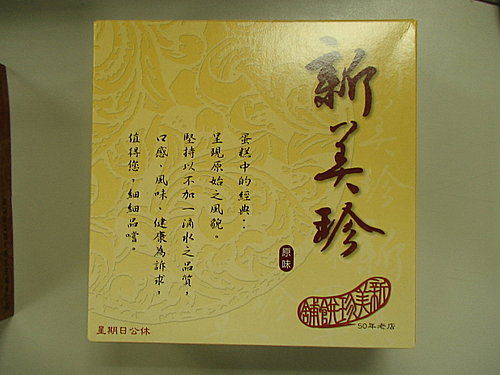 新美珍
蛋糕中的經典：
呈現原始之風貌。
堅持以不加一滴水之品質，
口感、風味、健康為訴求，
值得您，細細品嚐。
原味
新美珍餅舖
50年老店
星期日公休